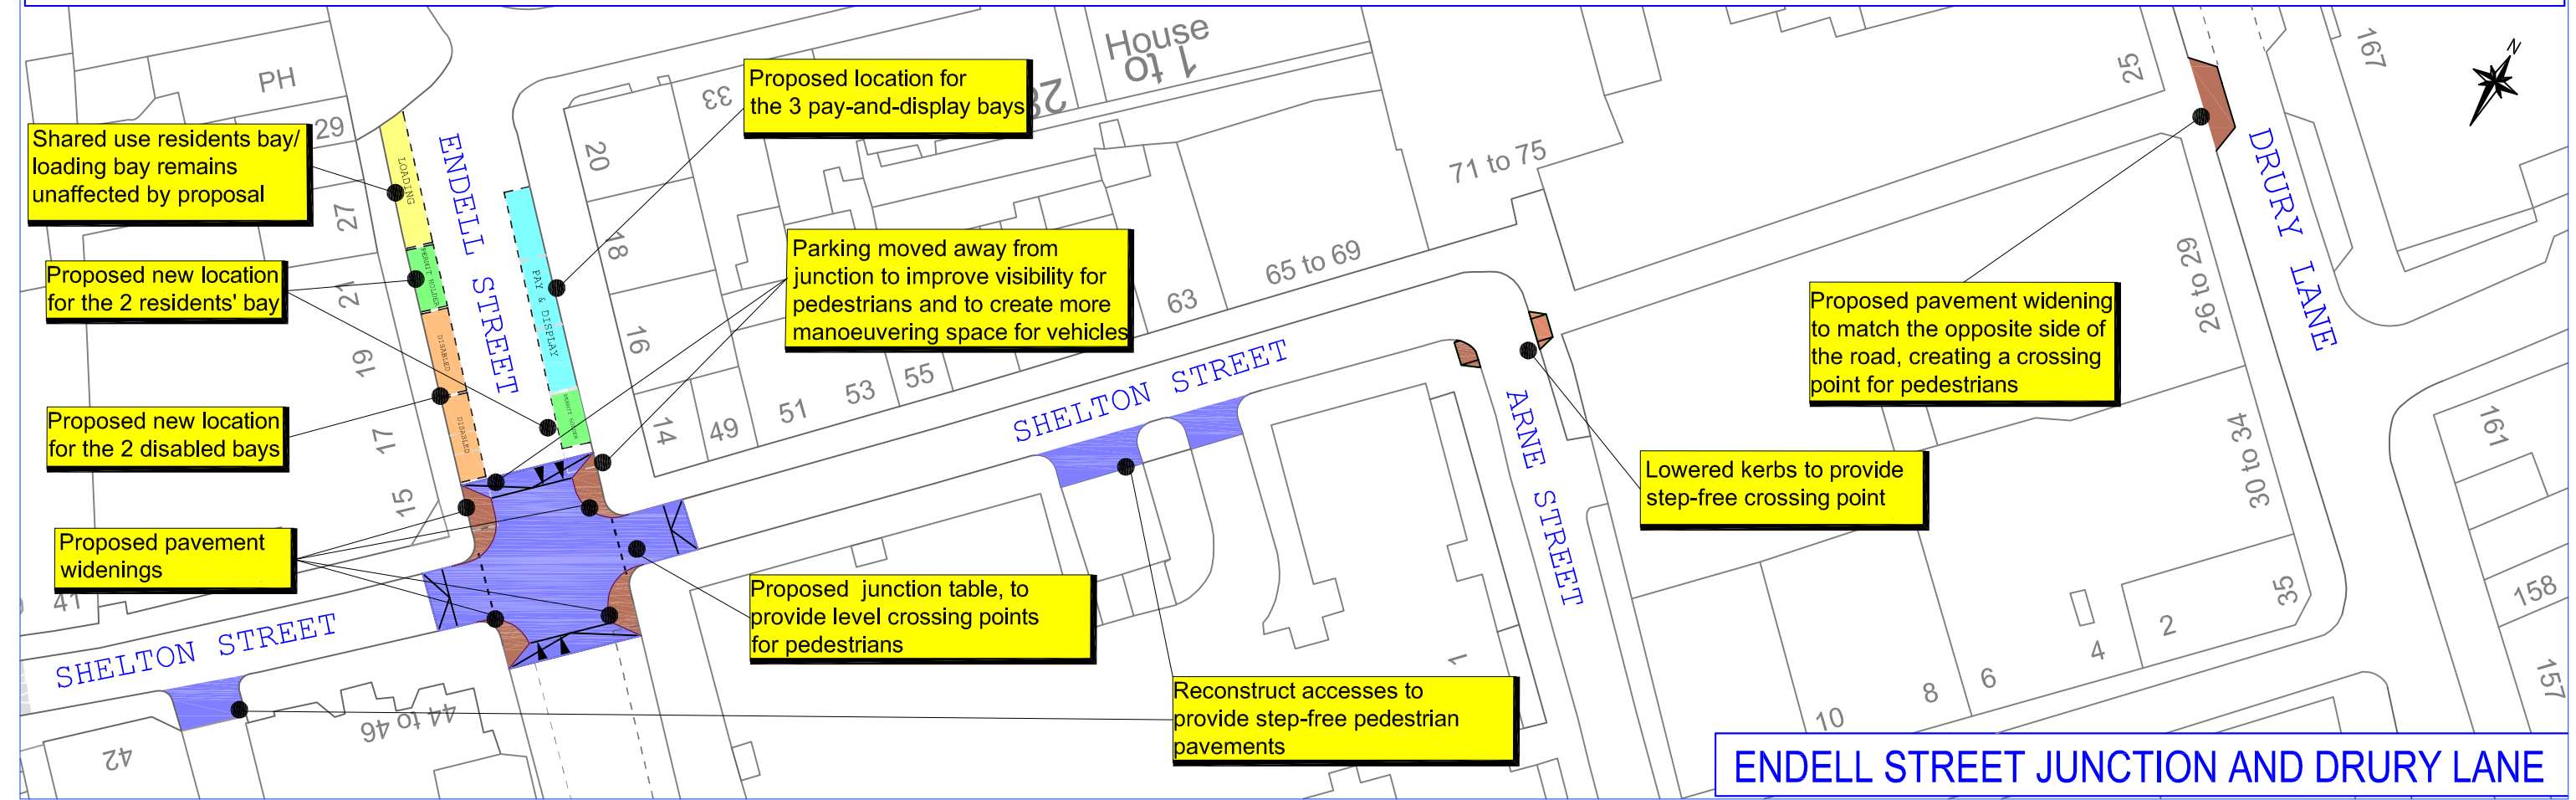 PH
29
27
21
19
17
15
41
Shared use residents bay/
loading bay remains
unaffected by proposal
Proposed new location
for the 2 residents' bay
Proposed new location
for the 2 disabled bays
Proposed pavement
widenings
LOADING
PERMIT HOLDER
DISABLED
DISABLED
ENDELL STREET
PAY & DISPLAY
PERMIT HOLDER
Proposed location for
the 3 pay-and-display bays
33
28
House
1 to
20
18
16
14
49
51
53
55
63
65 to 69
71 to 75
Parking moved away from
junction to improve visibility for
pedestrians and to create more
manoeuvering space for vehicles
SHELTON STREET
ARNE STREET
25
167
N
DRURY LANE
Proposed pavement widening
to match the opposite side of
the road, creating a crossing
point for pedestrians
26 to 29
30 to 34
35
161
158
157
Lowered kerbs to provide
step-free crossing point
Proposed junction table, to
provide level crossing points
for pedestrians
SHELTON STREET
42
44 to 46
1
Reconstruct accesses to
provide step-free pedestrian
pavements
10
8
6
4
2
ENDELL STREET JUNCTION AND DRURY LANE